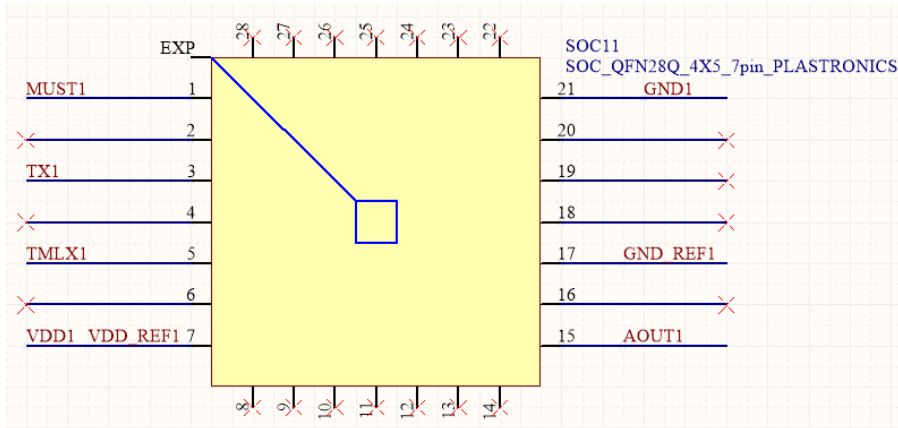 28 27 26 25 24 23 22
EXP
SOC11
SOC_QFN28Q_4X5_7pin_PLASTRONICS
MUST1 1 21 GND1
2 20
TX1 3 19
4 18
TMLX1 5 17 GND_REF1
6 16
VDD1 VDD_REF1 7 15 AOUT1
8 9 10 11 12 13 14